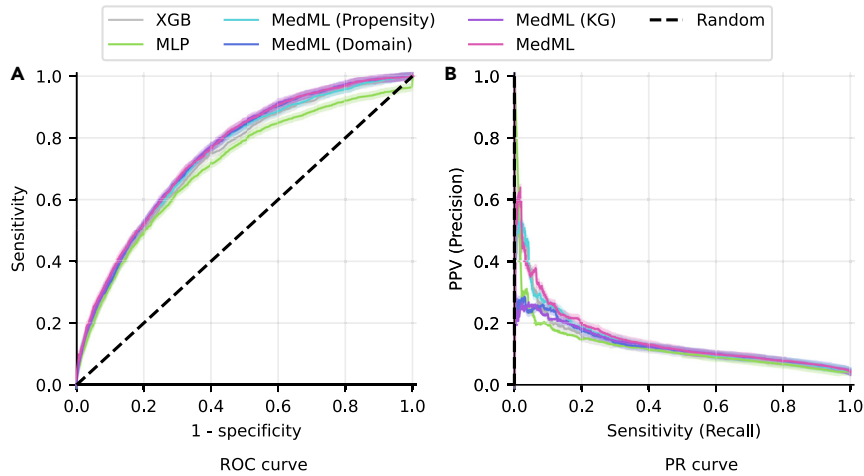 XGB MedML (Propensity) MedML (KG) Random
MLP MedML (Domain) MedML
A B
1.0 1.0
0.8 0.8
0.6 0.6
0.4 0.4
0.2 0.2
0.0 0.0
Sensitivity PPV (Precision)
0.0 0.2 0.4 0.6 0.8 1.0 0.0 0.2 0.4 0.6 0.8 1.0
1 - specificity Sensitivity (Recall)
ROC curve PR curve